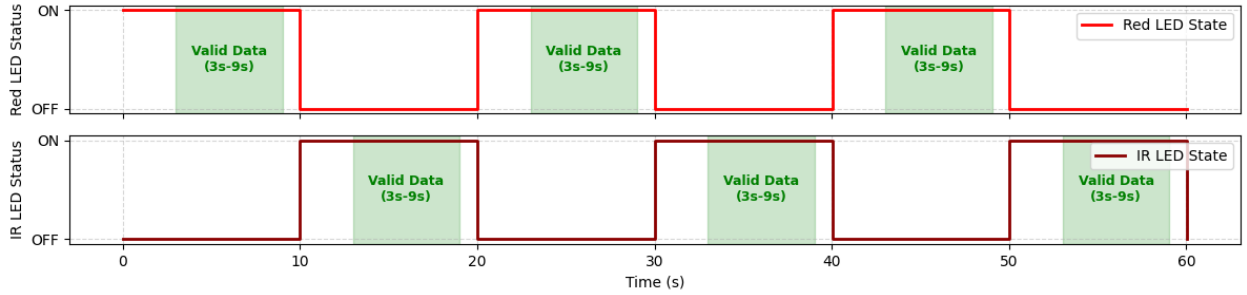 Red LED Status
ON
OFF
Red LED State
Valid Data
(3s-9s)
Valid Data
(3s-9s)
Valid Data
(3s-9s)
IR LED Status
ON
OFF
IR LED State
Valid Data
(3s-9s)
Valid Data
(3s-9s)
Valid Data
(3s-9s)
0 10 20 30 40 50 60
Time (s)